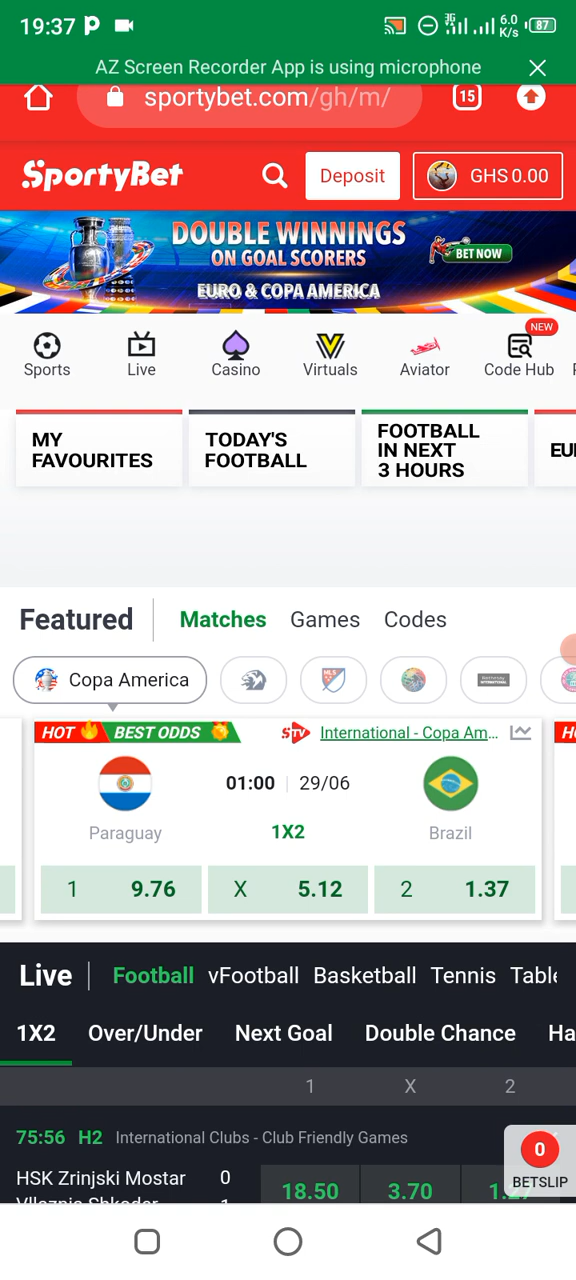 19:37
3G
6.0 K/s
87
AZ Screen Recorder App is using microphone
sportybet.com/gh/m/
15
SportyBet
Deposit
GHS 0.00
DOUBLE WINNINGS
ON GOAL SCORERS
BET NOW
EURO & COPA AMERICA
NEW
Sports Live Casino Virtuals Aviator Code Hub
MY
FAVOURITES
TODAY'S
FOOTBALL
FOOTBALL
IN NEXT
3 HOURS
Featured Matches Games Codes
Copa America
HOT BEST ODDS STV International - Copa Am...
01:00 29/06
Paraguay 1X2 Brazil
1 9.76 X 5.12 2 1.37
Live Football vFootball Basketball Tennis
1X2 Over/Under Next Goal Double Chance
1 X 2
75:56 H2 International Clubs - Club Friendly Games
0
BETSLIP
HSK Zrinjski Mostar 0
18.50 3.70